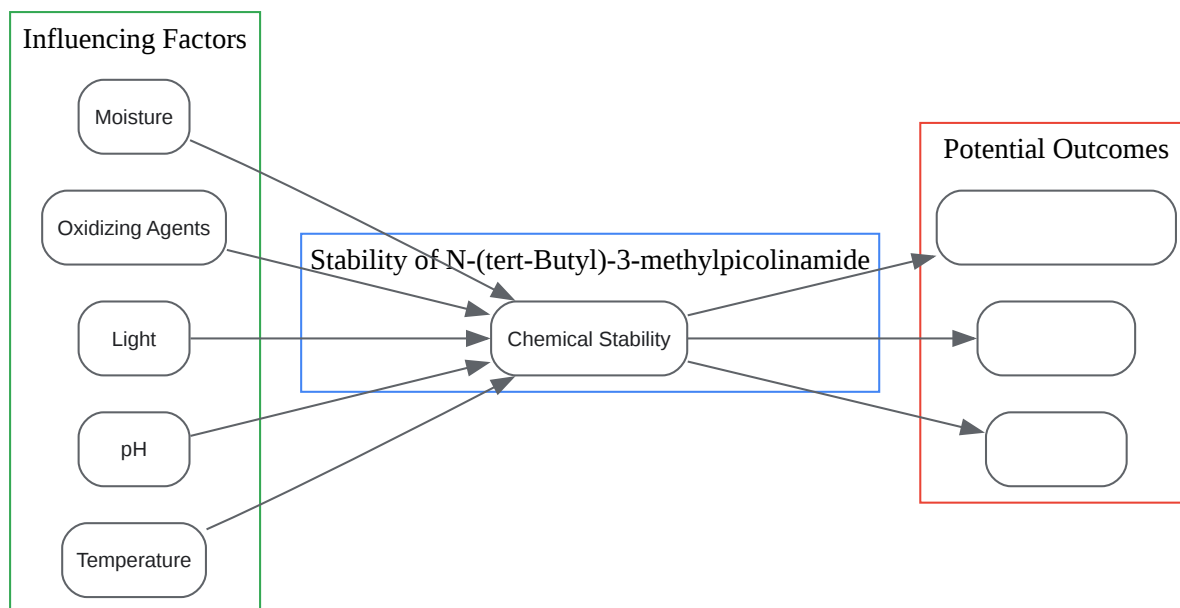 Influencing Factors
Moisture
Oxidizing Agents
Light
pH
Temperature
Stability of N-(tert-Butyl)-3-methylpicolinamide
Chemical Stability
Potential Outcomes